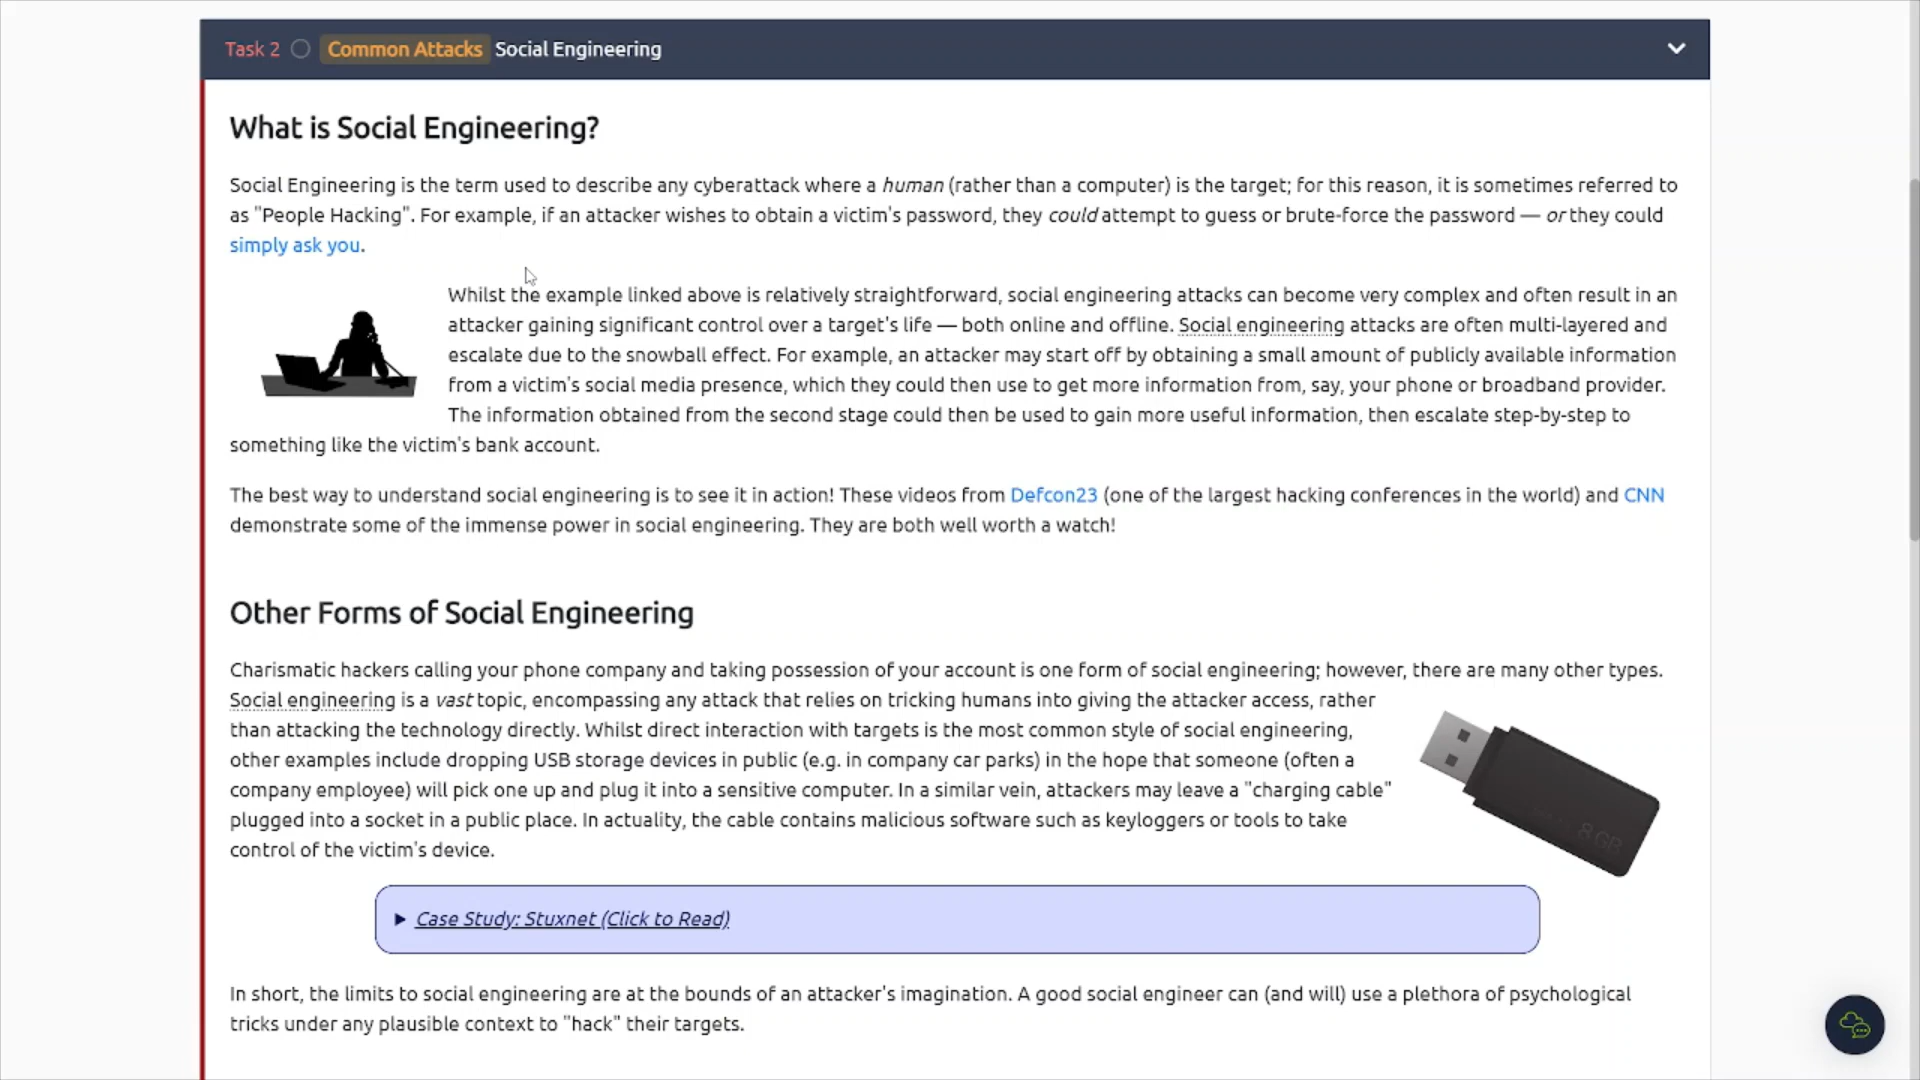 Task 2 Common Attacks Social Engineering
What is Social Engineering?
Social Engineering is the term used to describe any cyberattack where a human (rather than a computer) is the target; for this reason, it is sometimes referred to
as "People Hacking". For example, if an attacker wishes to obtain a victim's password, they could attempt to guess or brute-force the password — or they could
simply ask you.
Whilst the example linked above is relatively straightforward, social engineering attacks can become very complex and often result in an
attacker gaining significant control over a target's life — both online and offline. Social engineering attacks are often multi-layered and
escalate due to the snowball effect. For example, an attacker may start off by obtaining a small amount of publicly available information
from a victim's social media presence, which they could then use to get more information from, say, your phone or broadband provider.
The information obtained from the second stage could then be used to gain more useful information, then escalate step-by-step to
something like the victim's bank account.
The best way to understand social engineering is to see it in action! These videos from Defcon23 (one of the largest hacking conferences in the world) and CNN
demonstrate some of the immense power in social engineering. They are both well worth a watch!
Other Forms of Social Engineering
Charismatic hackers calling your phone company and taking possession of your account is one form of social engineering; however, there are many other types.
Social engineering is a vast topic, encompassing any attack that relies on tricking humans into giving the attacker access, rather
than attacking the technology directly. Whilst direct interaction with targets is the most common style of social engineering,
other examples include dropping USB storage devices in public (e.g. in company car parks) in the hope that someone (often a
company employee) will pick one up and plug it into a sensitive computer. In a similar vein, attackers may leave a "charging cable"
plugged into a socket in a public place. In actuality, the cable contains malicious software such as keyloggers or tools to take
control of the victim's device.
8 GB
Case Study: Stuxnet (Click to Read)
In short, the limits to social engineering are at the bounds of an attacker's imagination. A good social engineer can (and will) use a plethora of psychological
tricks under any plausible context to "hack" their targets.